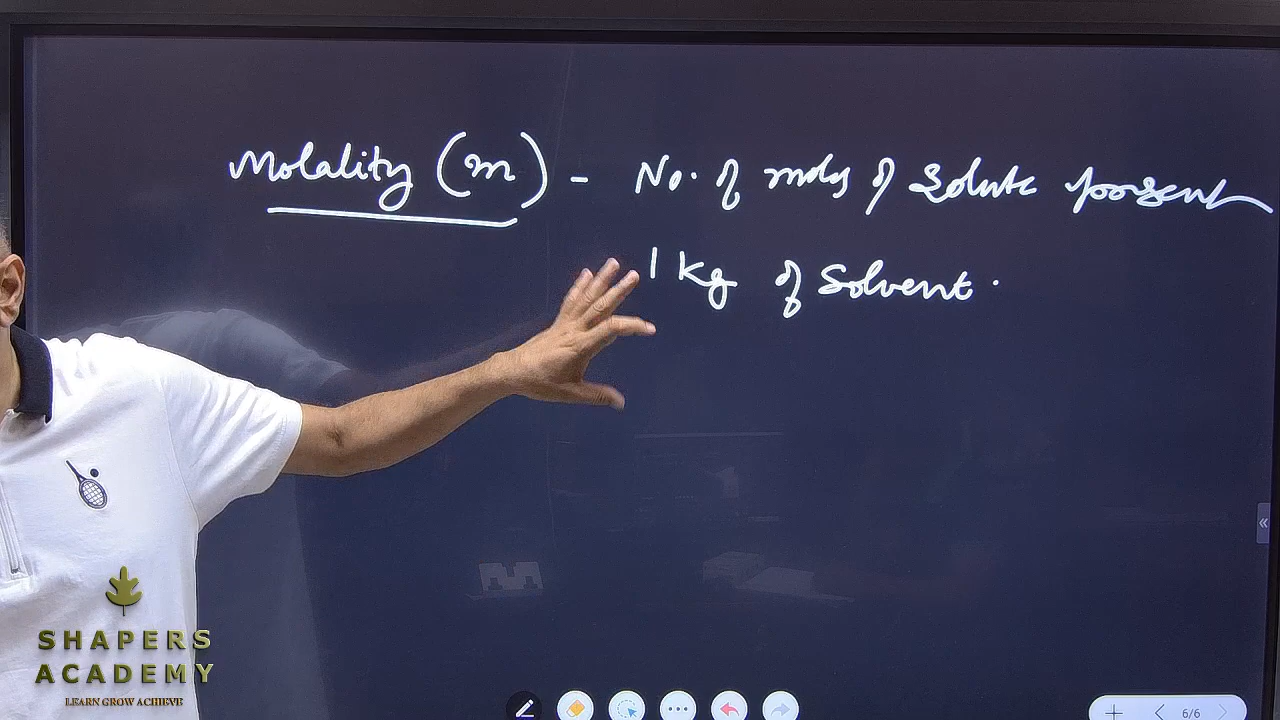 Molality (m) - No. of moles of Solute present
1 Kg of Solvent.
SHAPERS
ACADEMY
LEARN GROW ACHIEVE
6/6